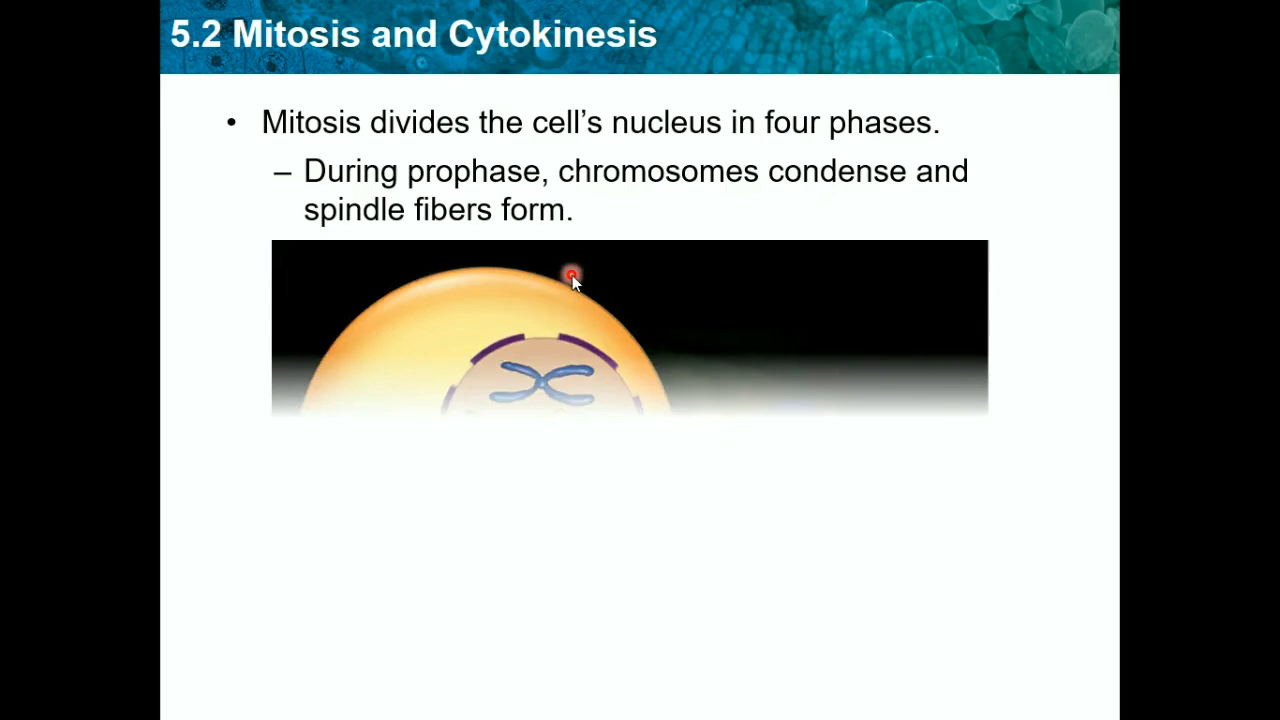 5.2 Mitosis and Cytokinesis
• Mitosis divides the cell’s nucleus in four phases.
– During prophase, chromosomes condense and
spindle fibers form.